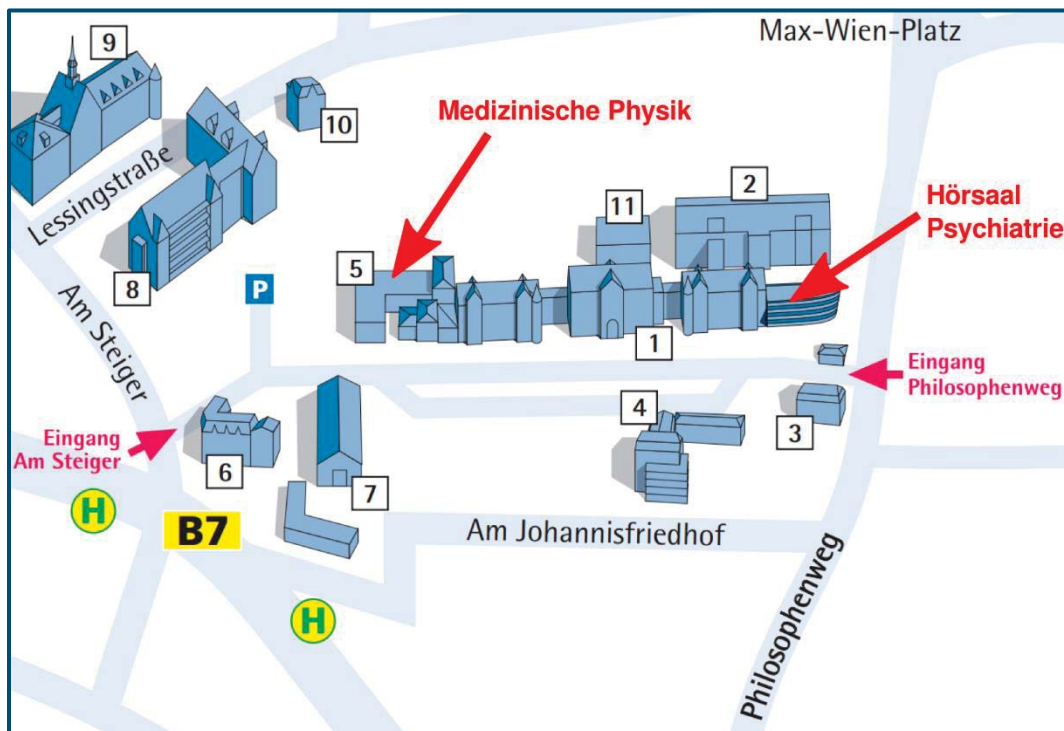 Max-Wien-Platz
9
10
Medizinische Physik
2
11
Hörsaal
Psychiatrie
Lessingstraße
5
8
P
1
Am Steiger
Eingang
Philosophenweg
4
3
Eingang
Am Steiger
6
7
H
B7
Am Johannisfriedhof
H
Philosophenweg